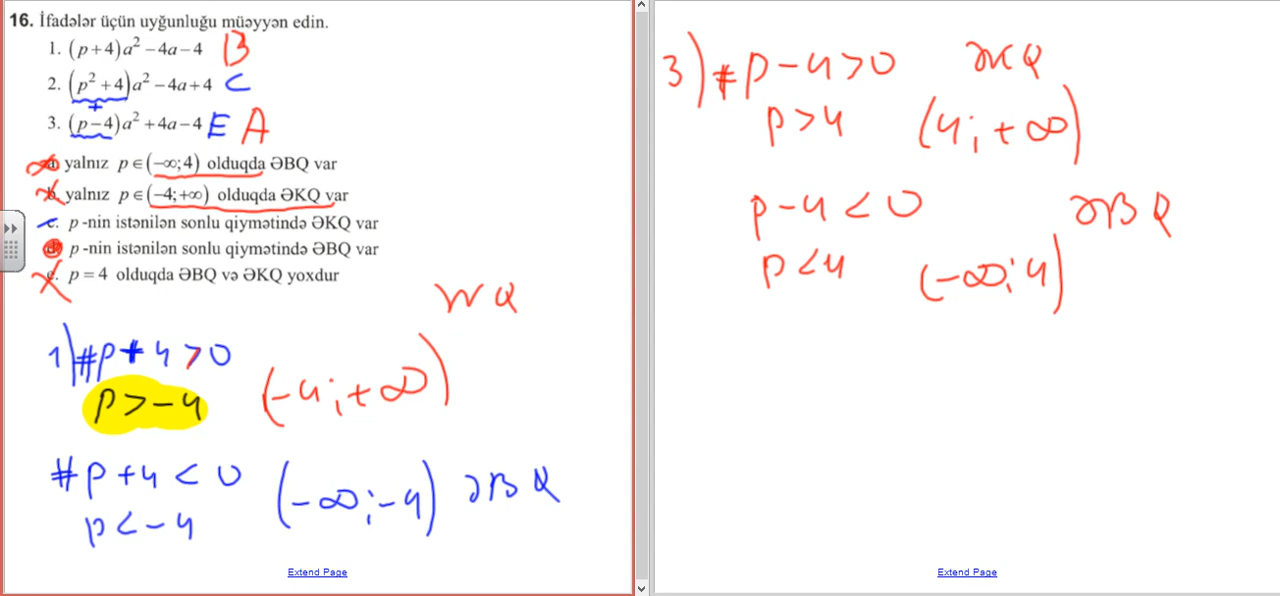 16. İfadələr üçün uyğunluğu müəyyən edin.
1. (p+4)a² −4a−4 B
2. (p² +4)a² −4a+4 C
+
3. (p−4)a² +4a−4 E A
a. yalnız p∈(−∞;4) olduqda ƏBQ var
b. yalnız p∈(−4;+∞) olduqda ƏKQ var
c. p -nin istənilən sonlu qiymətində ƏKQ var
d. p -nin istənilən sonlu qiymətində ƏBQ var
e. p = 4 olduqda ƏBQ və ƏKQ yoxdur
1) #p+4>0 (−4;+∞)
p>−4
#p+4<0 (−∞;−4) əBQ
p<−4
Extend Page
3) #p−4>0 əKQ
p>4 (4;+∞)
p−4<0 əBQ
p<4 (−∞;4)
Extend Page